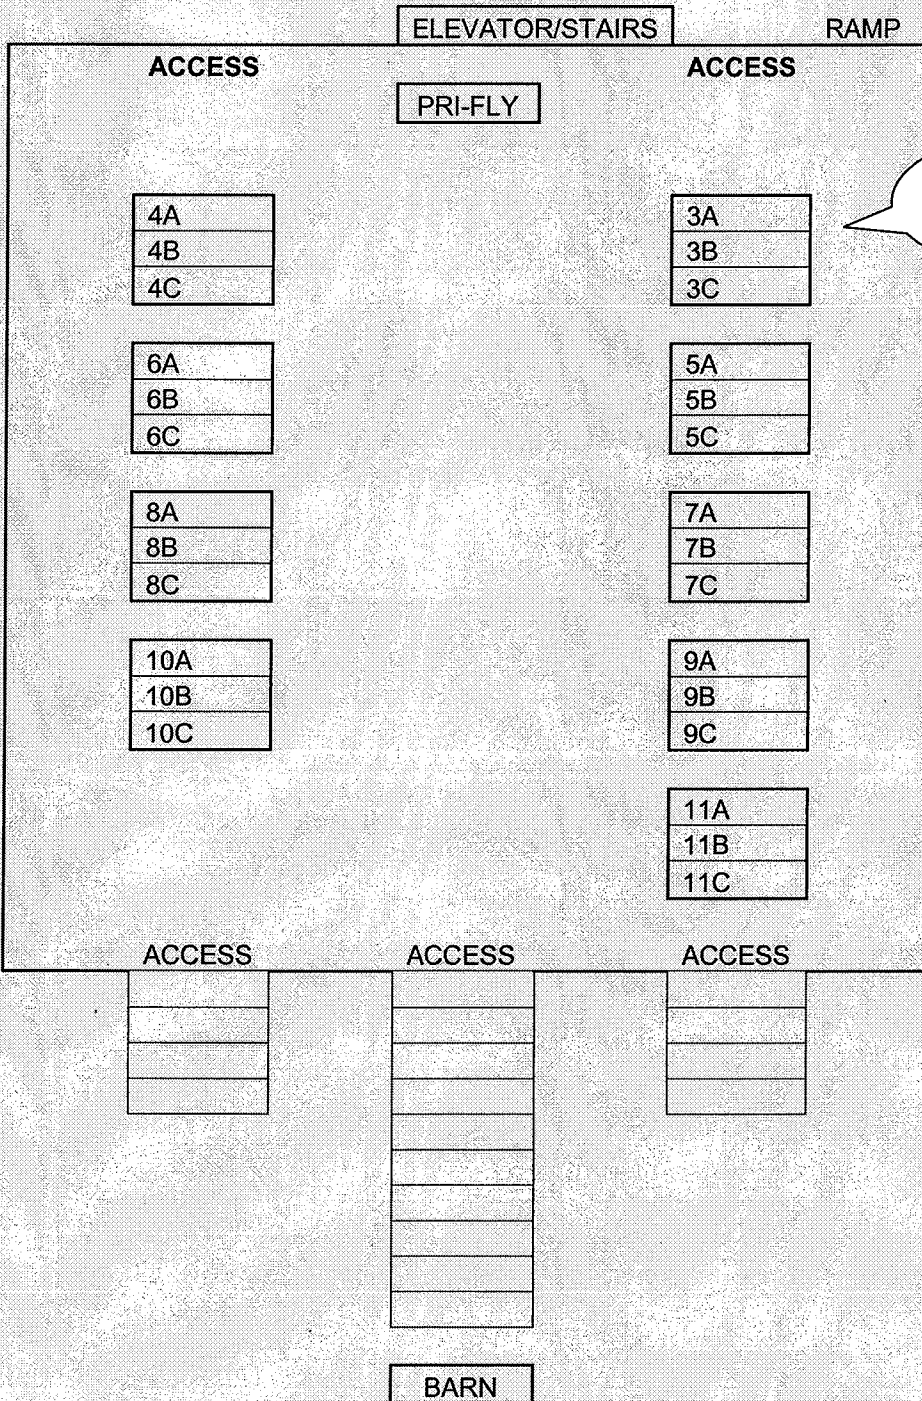 ELEVATOR/STAIRS RAMP
ACCESS ACCESS
PRI-FLY
4A 3A
4B 3B
4C 3C
6A 5A
6B 5B
6C 5C
8A 7A
8B 7B
8C 7C
10A 9A
10B 9B
10C 9C
11A
11B
11C
ACCESS ACCESS ACCESS
BARN